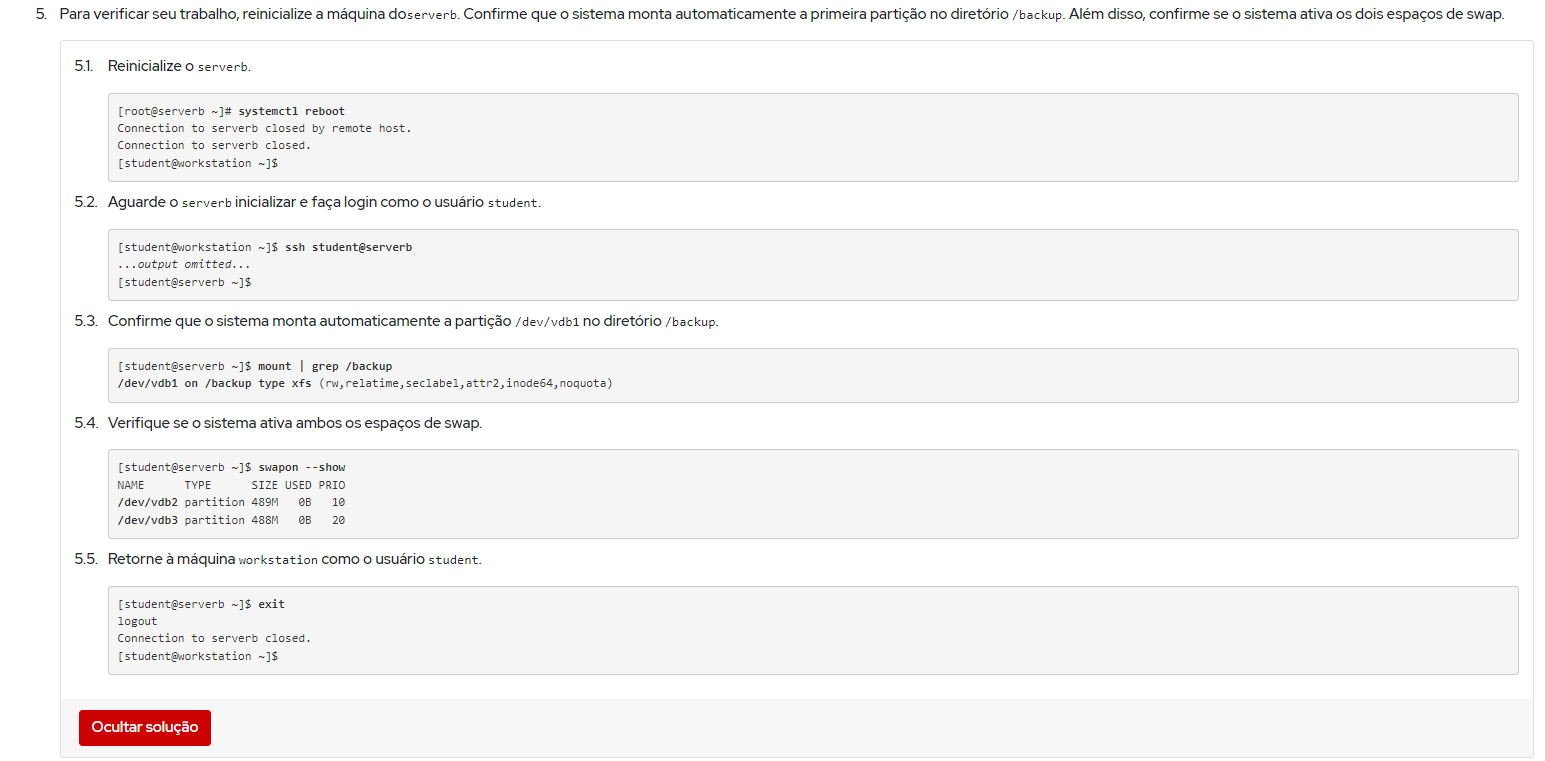 5. Para verificar seu trabalho, reinicialize a máquina doserverb. Confirme que o sistema monta automaticamente a primeira partição no diretório /backup. Além disso, confirme se o sistema ativa os dois espaços de swap.
5.1. Reinicialize o serverb.
[root@serverb ~]# systemctl reboot
Connection to serverb closed by remote host.
Connection to serverb closed.
[student@workstation ~]$
5.2. Aguarde o serverb inicializar e faça login como o usuário student.
[student@workstation ~]$ ssh student@serverb
...output omitted...
[student@serverb ~]$
5.3. Confirme que o sistema monta automaticamente a partição /dev/vdb1 no diretório /backup.
[student@serverb ~]$ mount | grep /backup
/dev/vdb1 on /backup type xfs (rw,relatime,seclabel,attr2,inode64,noquota)
5.4. Verifique se o sistema ativa ambos os espaços de swap.
[student@serverb ~]$ swapon --show
NAME      TYPE      SIZE USED PRIO
/dev/vdb2 partition 489M   0B   10
/dev/vdb3 partition 488M   0B   20
5.5. Retorne à máquina workstation como o usuário student.
[student@serverb ~]$ exit
logout
Connection to serverb closed.
[student@workstation ~]$
Ocultar solução